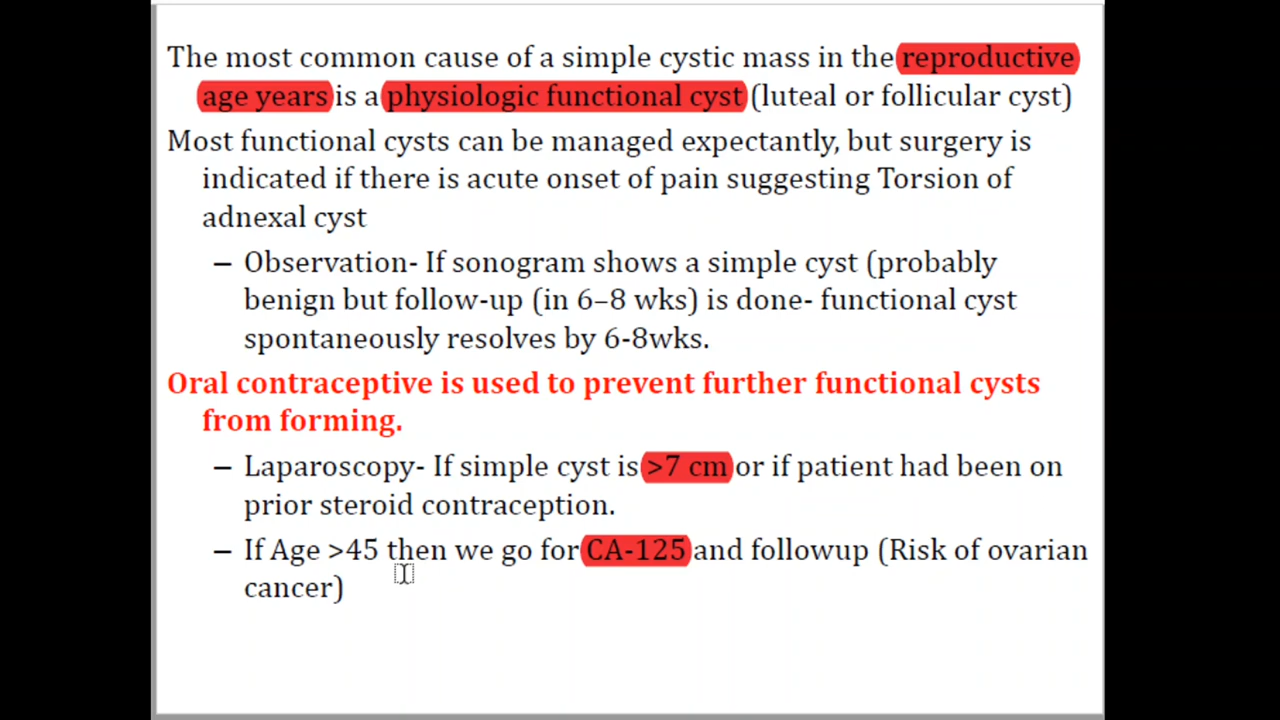 The most common cause of a simple cystic mass in the reproductive
age years is a physiologic functional cyst (luteal or follicular cyst)
Most functional cysts can be managed expectantly, but surgery is
indicated if there is acute onset of pain suggesting Torsion of
adnexal cyst
– Observation- If sonogram shows a simple cyst (probably
benign but follow-up (in 6–8 wks) is done- functional cyst
spontaneously resolves by 6-8wks.
Oral contraceptive is used to prevent further functional cysts
from forming.
– Laparoscopy- If simple cyst is >7 cm or if patient had been on
prior steroid contraception.
– If Age >45 then we go for CA-125 and followup (Risk of ovarian
cancer)